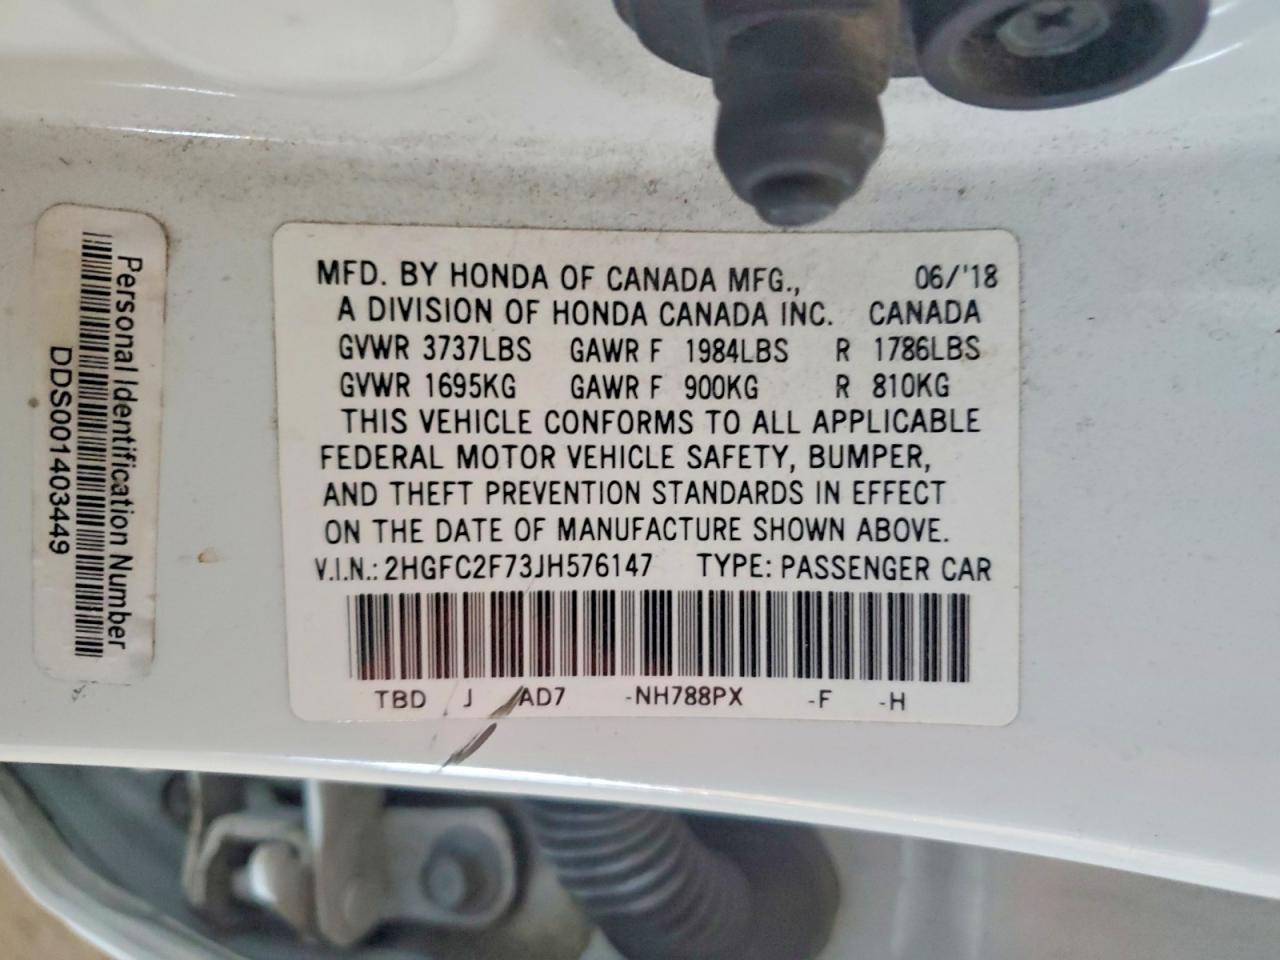 Personal Identification Number
DDS001403449
MFD. BY HONDA OF CANADA MFG., 06/'18
A DIVISION OF HONDA CANADA INC. CANADA
GVWR 3737LBS GAWR F 1984LBS R 1786LBS
GVWR 1695KG GAWR F 900KG R 810KG
THIS VEHICLE CONFORMS TO ALL APPLICABLE
FEDERAL MOTOR VEHICLE SAFETY, BUMPER,
AND THEFT PREVENTION STANDARDS IN EFFECT
ON THE DATE OF MANUFACTURE SHOWN ABOVE.
V.I.N.: 2HGFC2F73JH576147 TYPE: PASSENGER CAR
TBD J AD7 -NH788PX -F -H